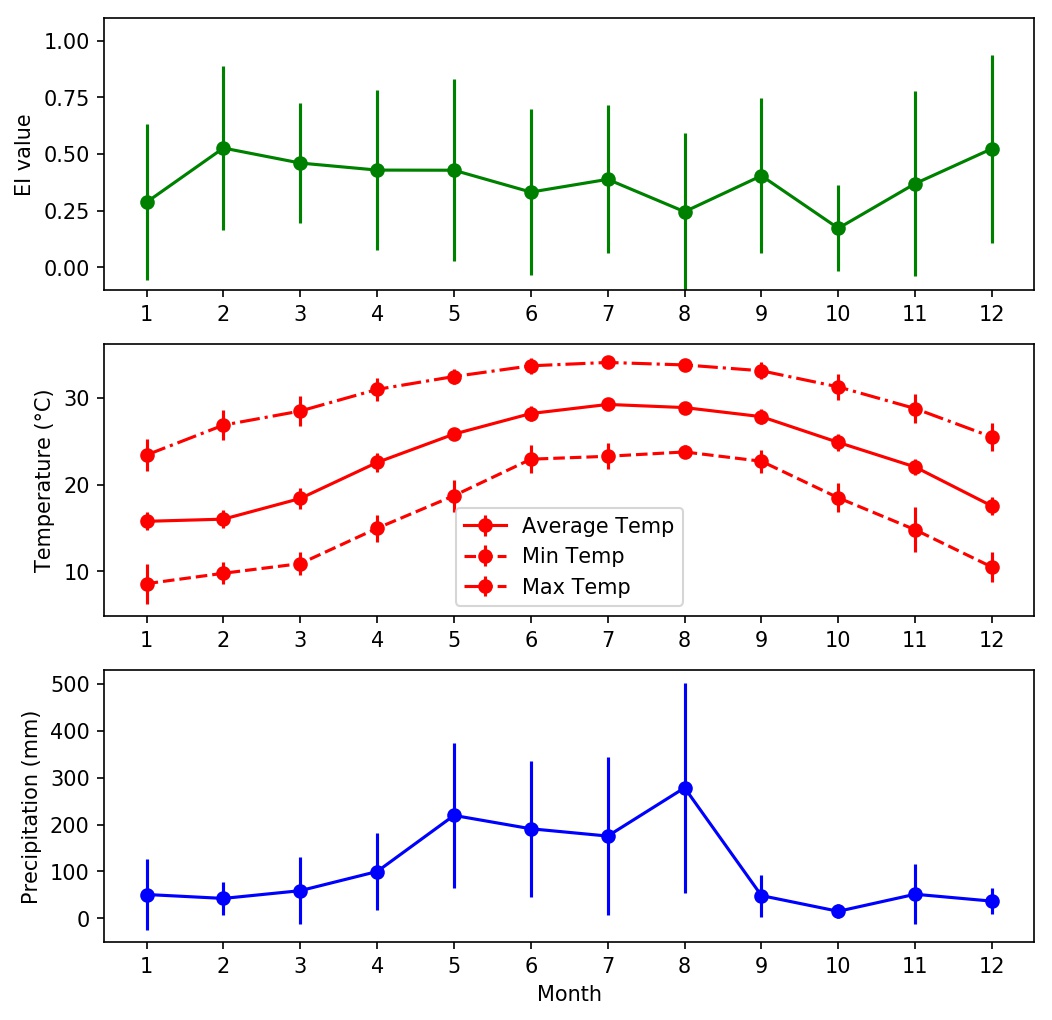 EI value
1.00
0.75
0.50
0.25
0.00
1 2 3 4 5 6 7 8 9 10 11 12
Temperature (°C)
30
20
10
Average Temp
Min Temp
Max Temp
1 2 3 4 5 6 7 8 9 10 11 12
Precipitation (mm)
500
400
300
200
100
0
1 2 3 4 5 6 7 8 9 10 11 12
Month